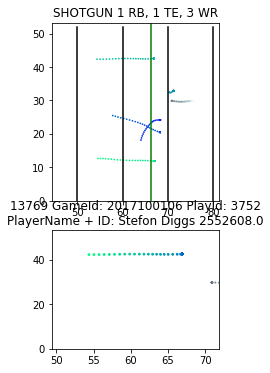 SHOTGUN 1 RB, 1 TE, 3 WR
50
40
30
20
10
0
50 60 70 80
13769 GameId: 2017100106 PlayId: 3752
PlayerName + ID: Stefon Diggs 2552608.0
40
20
0
50 55 60 65 70